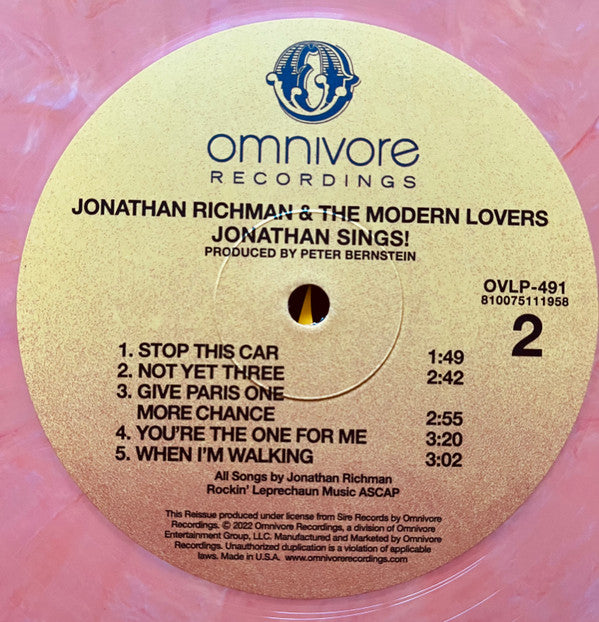 omnivore
RECORDINGS
JONATHAN RICHMAN & THE MODERN LOVERS
JONATHAN SINGS!
PRODUCED BY PETER BERNSTEIN
OVLP-491
810075111958
2
1. STOP THIS CAR 1:49
2. NOT YET THREE 2:42
3. GIVE PARIS ONE
MORE CHANCE 2:55
4. YOU'RE THE ONE FOR ME 3:20
5. WHEN I'M WALKING 3:02
All Songs by Jonathan Richman
Rockin' Leprechaun Music ASCAP
This Reissue produced under license from Sire Records by Omnivore
Recordings. © 2022 Omnivore Recordings, a division of Omnivore
Entertainment Group, LLC. Manufactured and Marketed by Omnivore
Recordings. Unauthorized duplication is a violation of applicable
laws. Made in U.S.A. www.omnivorerecordings.com